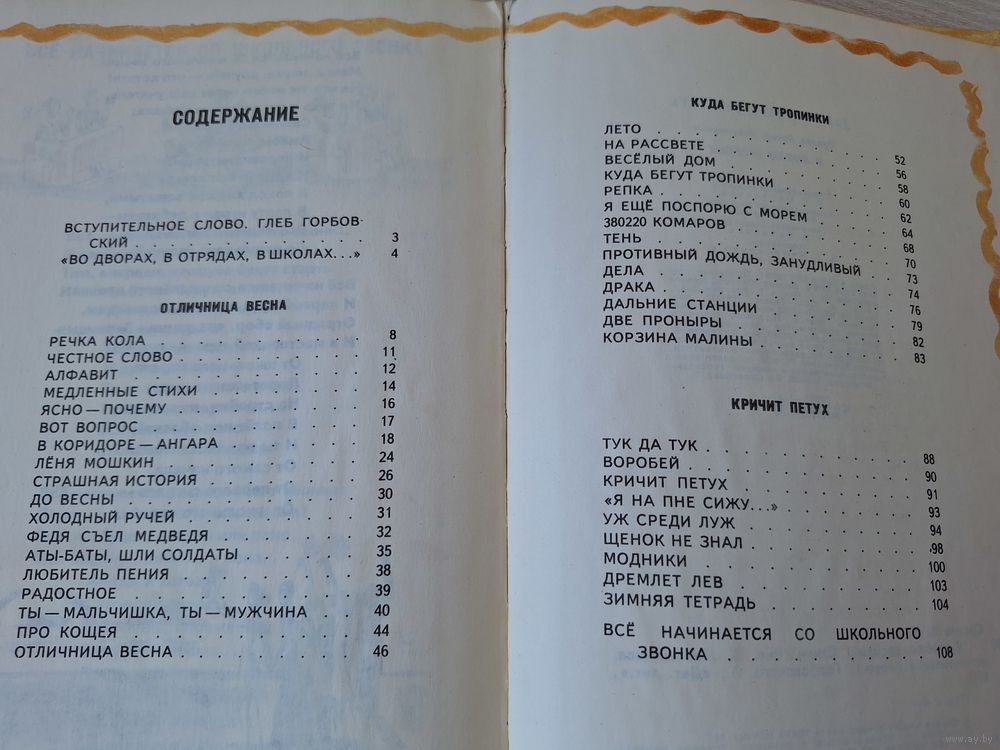 СОДЕРЖАНИЕ
ВСТУПИТЕЛЬНОЕ СЛОВО. ГЛЕБ ГОРБОВ-
СКИЙ . . . . . . . . . . . . . 3
«ВО ДВОРАХ, В ОТРЯДАХ, В ШКОЛАХ...» 4
ОТЛИЧНИЦА ВЕСНА
РЕЧКА КОЛА . . . . . . . . . . . 8
ЧЕСТНОЕ СЛОВО . . . . . . . . . . 11
АЛФАВИТ . . . . . . . . . . . . 12
МЕДЛЕННЫЕ СТИХИ . . . . . . . . . 14
ЯСНО — ПОЧЕМУ . . . . . . . . . . 16
ВОТ ВОПРОС . . . . . . . . . . . 17
В КОРИДОРЕ — АНГАРА . . . . . . . . 18
ЛЁНЯ МОШКИН . . . . . . . . . . 24
СТРАШНАЯ ИСТОРИЯ . . . . . . . . . 26
ДО ВЕСНЫ . . . . . . . . . . . . 30
ХОЛОДНЫЙ РУЧЕЙ . . . . . . . . . . 31
ФЕДЯ СЪЕЛ МЕДВЕДЯ . . . . . . . . 32
АТЫ-БАТЫ, ШЛИ СОЛДАТЫ . . . . . . . 35
ЛЮБИТЕЛЬ ПЕНИЯ . . . . . . . . . . 38
РАДОСТНОЕ . . . . . . . . . . . . 39
ТЫ — МАЛЬЧИШКА, ТЫ — МУЖЧИНА . . . . 40
ПРО КОЩЕЯ . . . . . . . . . . . . 44
ОТЛИЧНИЦА ВЕСНА . . . . . . . . . . 46
КУДА БЕГУТ ТРОПИНКИ
ЛЕТО . . . . . . . . . . . . . 52
НА РАССВЕТЕ . . . . . . . . . . 56
ВЕСЁЛЫЙ ДОМ . . . . . . . . . . 58
КУДА БЕГУТ ТРОПИНКИ . . . . . . . 60
РЕПКА . . . . . . . . . . . . 62
Я ЕЩЁ ПОСПОРЮ С МОРЕМ . . . . . . 64
380220 КОМАРОВ . . . . . . . . . 68
ТЕНЬ . . . . . . . . . . . . . 70
ПРОТИВНЫЙ ДОЖДЬ, ЗАНУДЛИВЫЙ . . . 73
ДЕЛА . . . . . . . . . . . . . 74
ДРАКА . . . . . . . . . . . . 76
ДАЛЬНИЕ СТАНЦИИ . . . . . . . . . 79
ДВЕ ПРОНЫРЫ . . . . . . . . . . 82
КОРЗИНА МАЛИНЫ . . . . . . . . . 83
КРИЧИТ ПЕТУХ
ТУК ДА ТУК . . . . . . . . . . . 88
ВОРОБЕЙ . . . . . . . . . . . . 90
КРИЧИТ ПЕТУХ . . . . . . . . . . 91
«Я НА ПНЕ СИЖУ...» . . . . . . . . 93
УЖ СРЕДИ ЛУЖ . . . . . . . . . . 94
ЩЕНОК НЕ ЗНАЛ . . . . . . . . . . 98
МОДНИКИ . . . . . . . . . . . . 100
ДРЕМЛЕТ ЛЕВ . . . . . . . . . . 103
ЗИМНЯЯ ТЕТРАДЬ . . . . . . . . . 104
ВСЁ НАЧИНАЕТСЯ СО ШКОЛЬНОГО
ЗВОНКА . . . . . . . . . . . . 108
www.ay.by